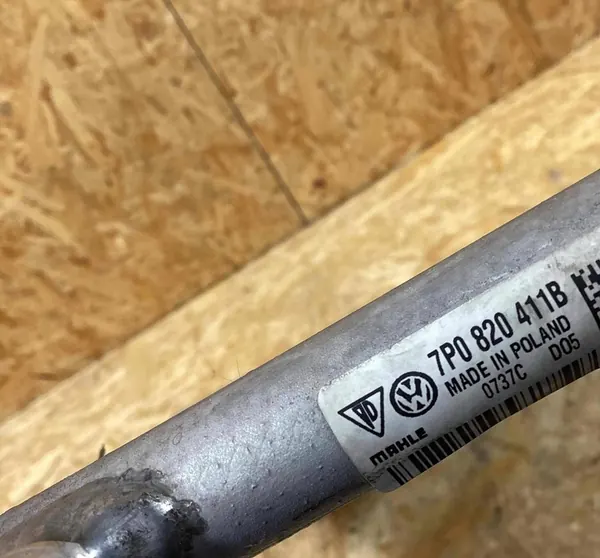 7P0 820 411B
MADE IN POLAND
0737C D05
MAHLE